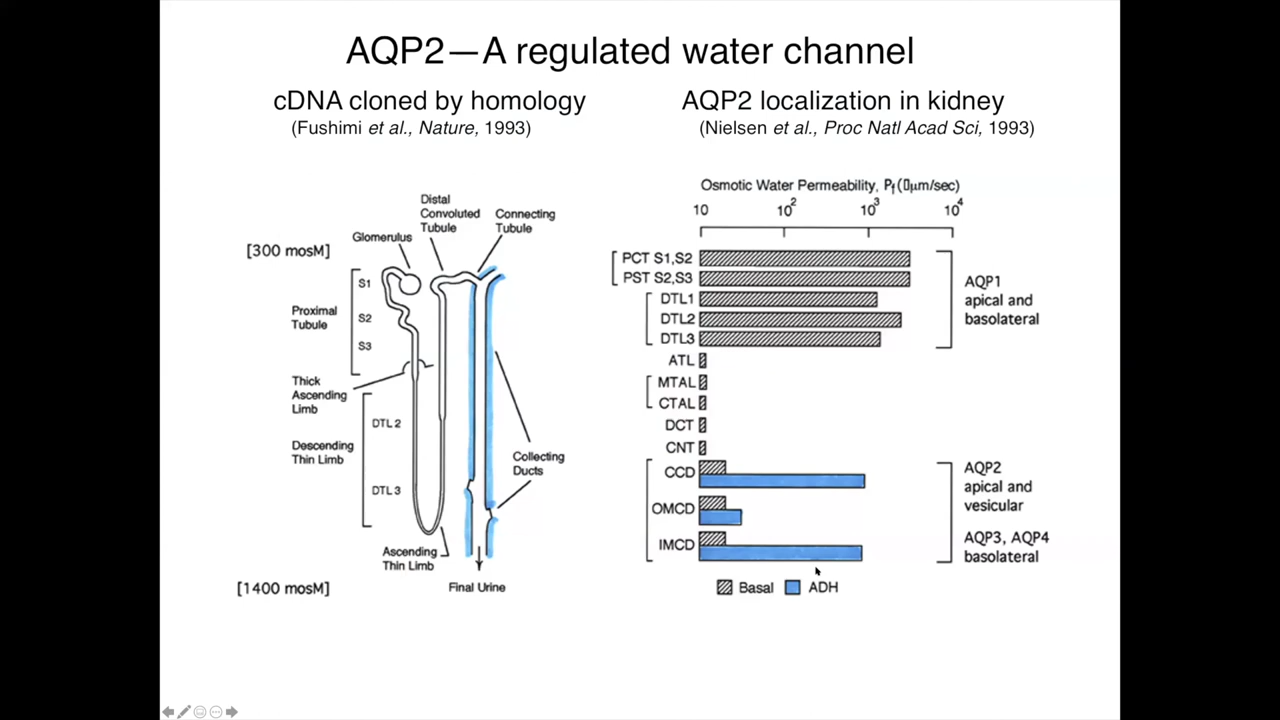 AQP2—A regulated water channel
cDNA cloned by homology
(Fushimi et al., Nature, 1993)
AQP2 localization in kidney
(Nielsen et al., Proc Natl Acad Sci, 1993)
Distal
Convoluted
Tubule
Connecting
Tubule
Glomerulus
[300 mosM]
S1
Proximal
Tubule
S2
S3
Thick
Ascending
Limb
DTL 2
Descending
Thin Limb
DTL 3
Collecting
Ducts
Ascending
Thin Limb
[1400 mosM]
Final Urine
Osmotic Water Permeability, Pf (▯μm/sec)
10 10² 10³ 10⁴
PCT S1,S2
PST S2,S3
DTL1
DTL2
DTL3
AQP1
apical and
basolateral
ATL
MTAL
CTAL
DCT
CNT
CCD
OMCD
IMCD
AQP2
apical and
vesicular
AQP3, AQP4
basolateral
Basal ADH